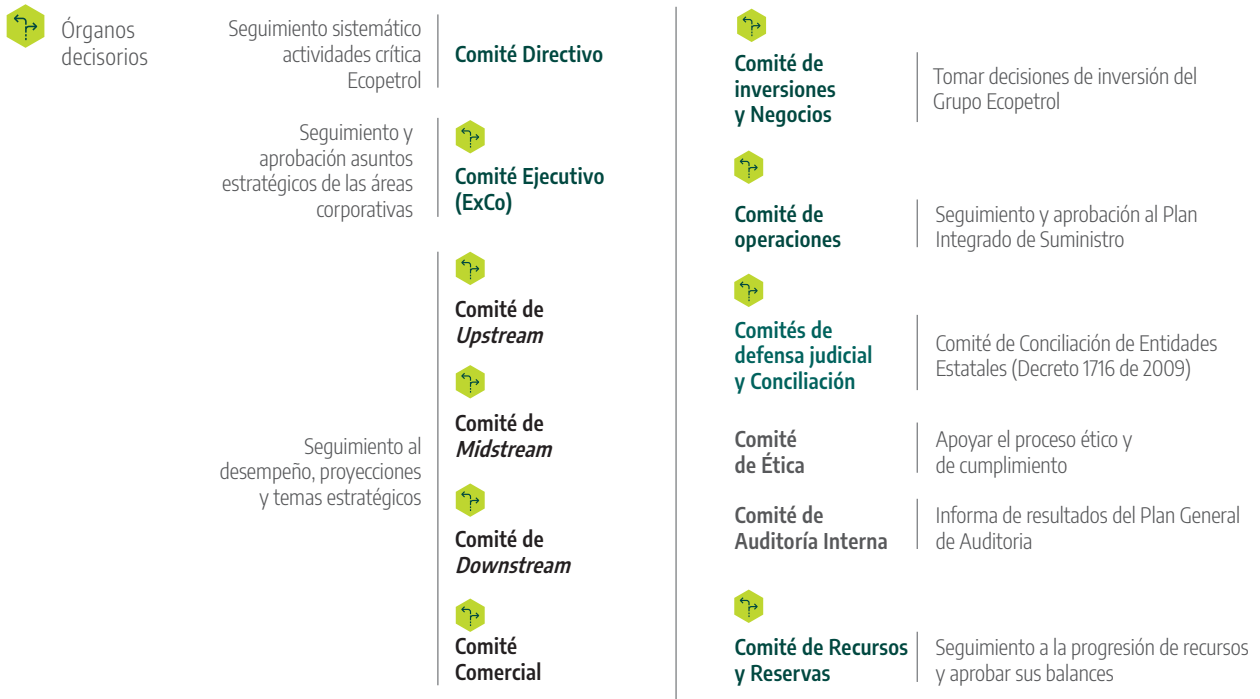 Órganos
decisorios
Seguimiento sistemático
actividades crítica
Ecopetrol
Comité Directivo
Seguimiento y
aprobación asuntos
estratégicos de las áreas
corporativas
Comité Ejecutivo
(ExCo)
Seguimiento al
desempeño, proyecciones
y temas estratégicos
Comité de
Upstream
Comité de
Midstream
Comité de
Downstream
Comité
Comercial
Comité de
inversiones
y Negocios
Tomar decisiones de inversión del
Grupo Ecopetrol
Comité de
operaciones
Seguimiento y aprobación al Plan
Integrado de Suministro
Comités de
defensa judicial
y Conciliación
Comité de Conciliación de Entidades
Estatales (Decreto 1716 de 2009)
Comité
de Ética
Apoyar el proceso ético y
de cumplimiento
Comité de
Auditoría Interna
Informa de resultados del Plan General
de Auditoria
Comité de Recursos
y Reservas
Seguimiento a la progresión de recursos
y aprobar sus balances